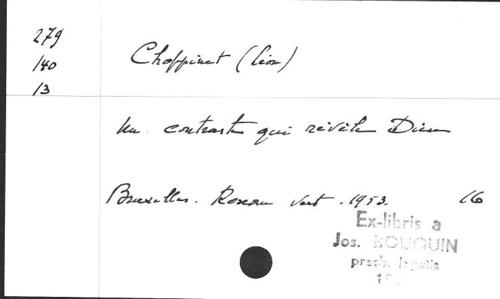 279
140
13
Choppinet (Léon)
Un contraste qui révèle Dieu
Bruxelles. Roseau Vert. 1953. 16
Ex-libris a
Jos. BOUQUIN
presb.